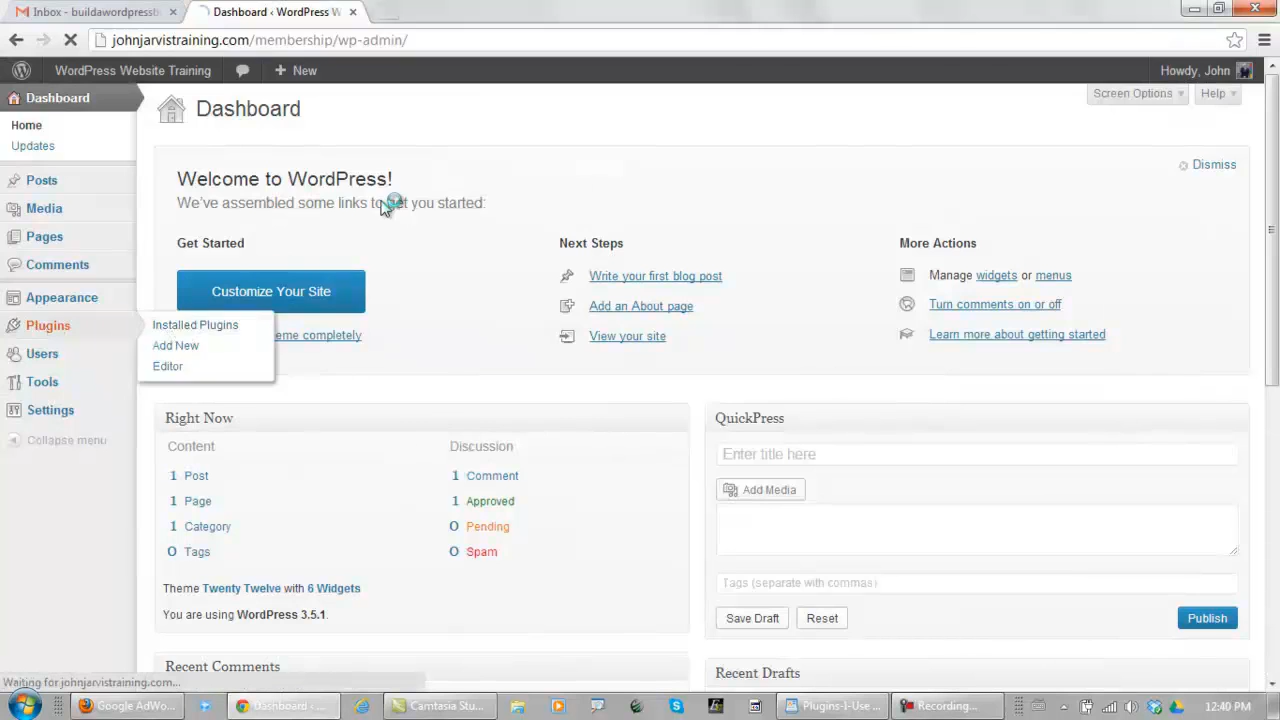 Inbox - buildawordpressb
Dashboard ‹ WordPress W
johnjarvistraining.com/membership/wp-admin/
WordPress Website Training
New
Howdy, John
Dashboard
Home
Updates
Posts
Media
Pages
Comments
Appearance
Plugins
Users
Tools
Settings
Collapse menu
Installed Plugins
Add New
Editor
Dashboard
Screen Options
Help
Welcome to WordPress!
Dismiss
We've assembled some links to get you started:
Get Started
Next Steps
More Actions
Customize Your Site
eme completely
Write your first blog post
Add an About page
View your site
Manage widgets or menus
Turn comments on or off
Learn more about getting started
Right Now
Content
Discussion
1 Post
1 Comment
1 Page
1 Approved
1 Category
0 Pending
0 Tags
0 Spam
Theme Twenty Twelve with 6 Widgets
You are using WordPress 3.5.1.
QuickPress
Enter title here
Add Media
Tags (separate with commas)
Save Draft
Reset
Publish
Recent Comments
Recent Drafts
Waiting for johnjarvistraining.com...
Google AdWo...
Dashboard ‹ ...
Camtasia Stu...
Plugins-I-Use ...
Recording...
12:40 PM